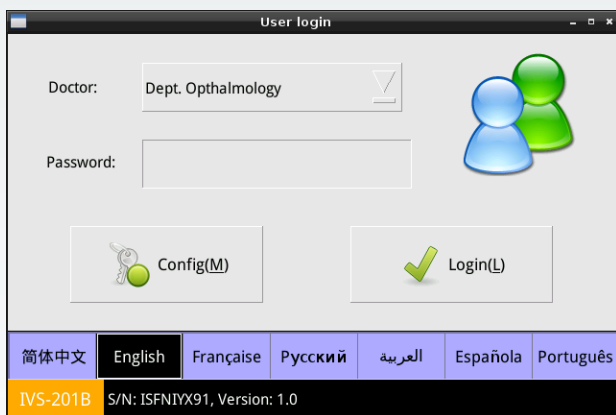 User login
Doctor: Dept. Opthalmology
Password:
Config(M) Login(L)
简体中文 English Française Русский العربية Española Português
IVS-201B S/N: ISFNIYX91, Version: 1.0